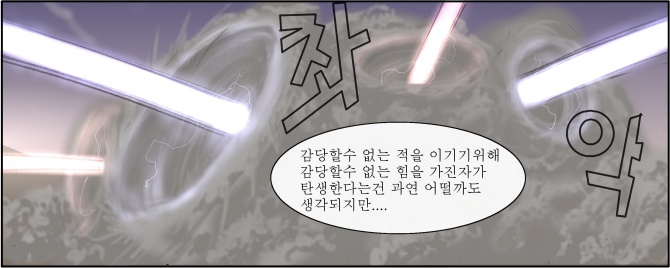 촤
악
감당할수 없는 적을 이기기위해
감당할수 없는 힘을 가진자가
탄생한다는건 과연 어떨까도
생각되지만....